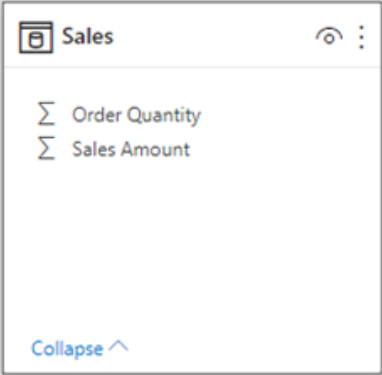 Sales
Σ Order Quantity
Σ Sales Amount
Collapse